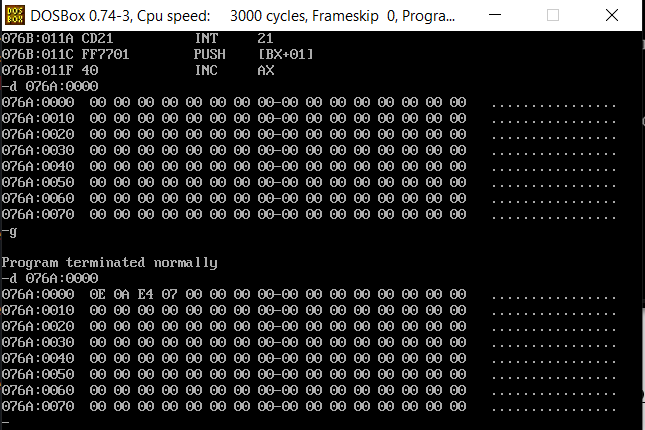 DOSBox 0.74-3, Cpu speed: 3000 cycles, Frameskip 0, Progra...
076B:011A CD21 INT 21
076B:011C FF7701 PUSH [BX+01]
076B:011F 40 INC AX
-d 076A:0000
076A:0000 00 00 00 00 00 00 00 00-00 00 00 00 00 00 00 00 ................
076A:0010 00 00 00 00 00 00 00 00-00 00 00 00 00 00 00 00 ................
076A:0020 00 00 00 00 00 00 00 00-00 00 00 00 00 00 00 00 ................
076A:0030 00 00 00 00 00 00 00 00-00 00 00 00 00 00 00 00 ................
076A:0040 00 00 00 00 00 00 00 00-00 00 00 00 00 00 00 00 ................
076A:0050 00 00 00 00 00 00 00 00-00 00 00 00 00 00 00 00 ................
076A:0060 00 00 00 00 00 00 00 00-00 00 00 00 00 00 00 00 ................
076A:0070 00 00 00 00 00 00 00 00-00 00 00 00 00 00 00 00 ................
-g
Program terminated normally
-d 076A:0000
076A:0000 0E 0A E4 07 00 00 00 00-00 00 00 00 00 00 00 00 ................
076A:0010 00 00 00 00 00 00 00 00-00 00 00 00 00 00 00 00 ................
076A:0020 00 00 00 00 00 00 00 00-00 00 00 00 00 00 00 00 ................
076A:0030 00 00 00 00 00 00 00 00-00 00 00 00 00 00 00 00 ................
076A:0040 00 00 00 00 00 00 00 00-00 00 00 00 00 00 00 00 ................
076A:0050 00 00 00 00 00 00 00 00-00 00 00 00 00 00 00 00 ................
076A:0060 00 00 00 00 00 00 00 00-00 00 00 00 00 00 00 00 ................
076A:0070 00 00 00 00 00 00 00 00-00 00 00 00 00 00 00 00 ................
-